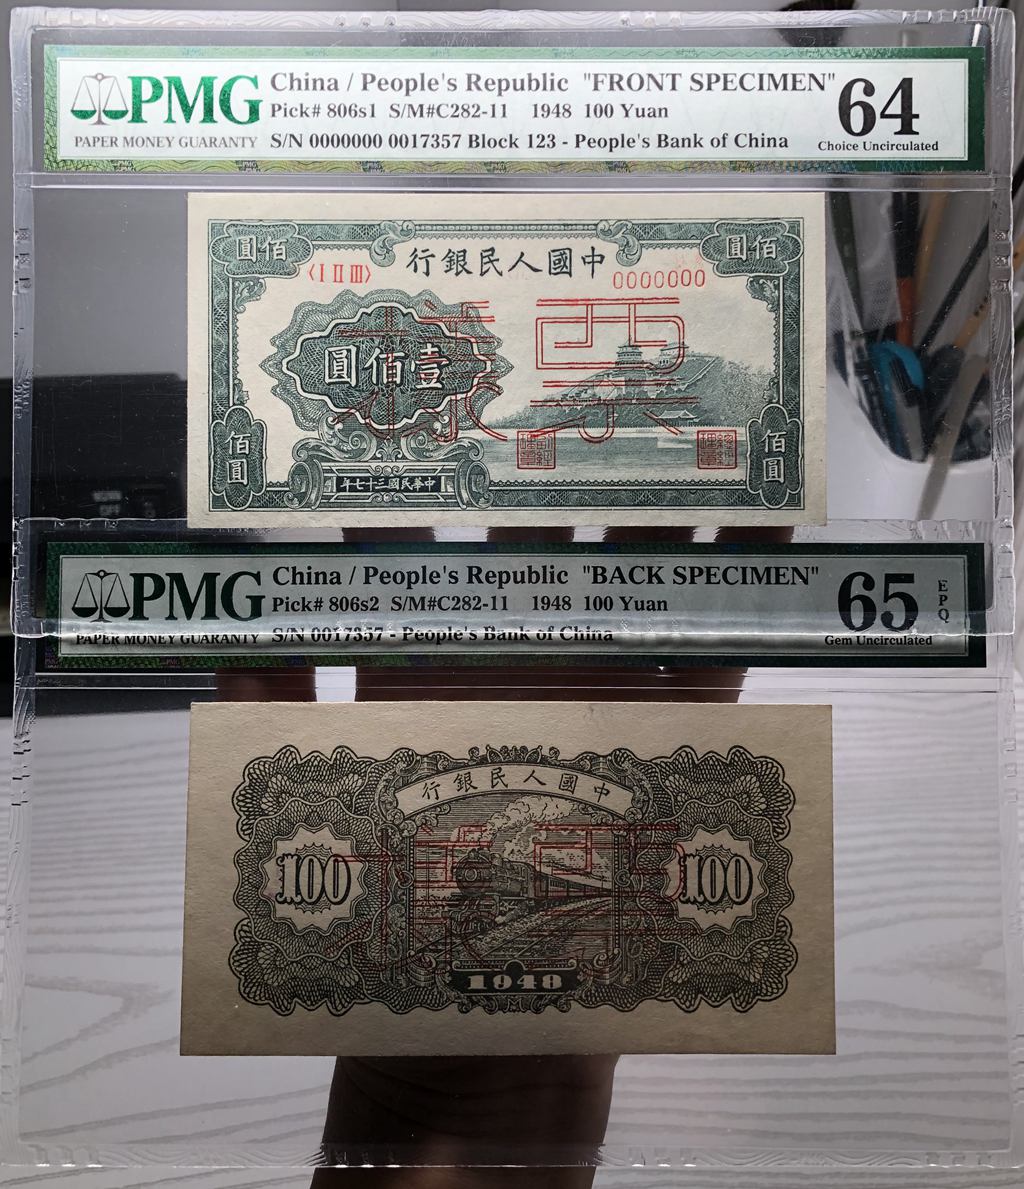 PMG
PAPER MONEY GUARANTY
China / People's Republic "FRONT SPECIMEN"
Pick# 806s1 S/M#C282-11 1948 100 Yuan
S/N 0000000 0017357 Block 123 - People's Bank of China
64
Choice Uncirculated
圓佰
行銀民人國中
圓佰
〈I II III〉
0000000
票樣
圓佰壹
佰圓
年七十三國民華中
佰圓
PMG
PAPER MONEY GUARANTY
China / People's Republic "BACK SPECIMEN"
Pick# 806s2 S/M#C282-11 1948 100 Yuan
S/N 0017357 - People's Bank of China
65
EPQ
Gem Uncirculated
行銀民人國中
樣票
100
100
1948